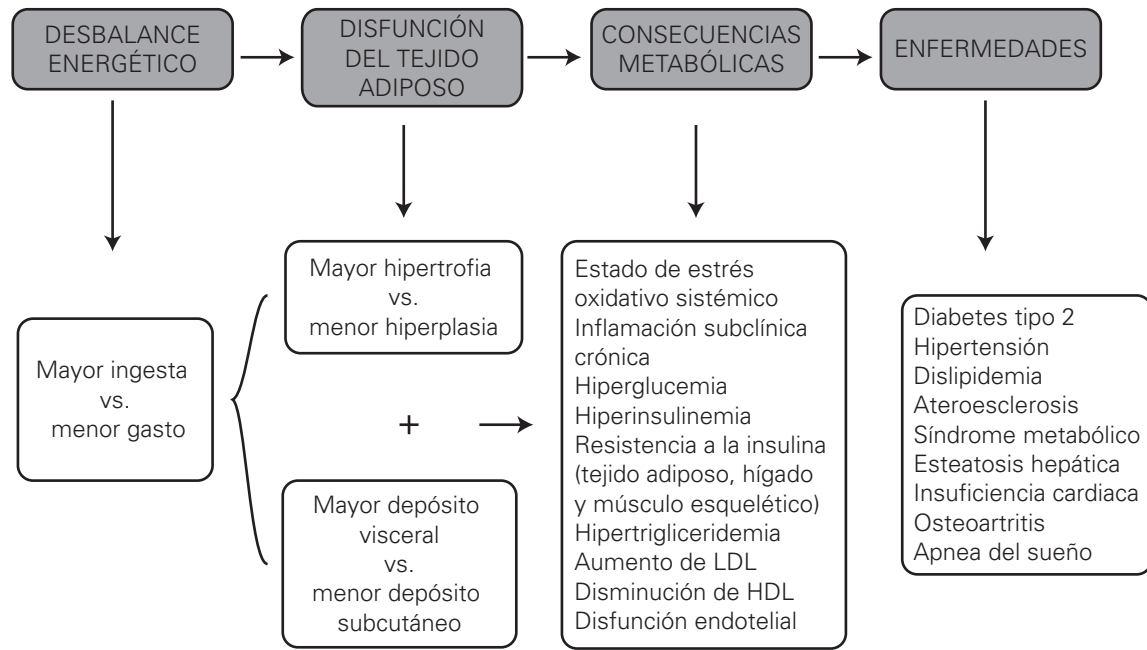 DESBALANCE
ENERGÉTICO
DISFUNCIÓN
DEL TEJIDO
ADIPOSO
CONSECUENCIAS
METABÓLICAS
ENFERMEDADES
Mayor ingesta
vs.
menor gasto
Mayor hipertrofia
vs.
menor hiperplasia
+
Mayor depósito
visceral
vs.
menor depósito
subcutáneo
Estado de estrés
oxidativo sistémico
Inflamación subclínica
crónica
Hiperglucemia
Hiperinsulinemia
Resistencia a la insulina
(tejido adiposo, hígado
y músculo esquelético)
Hipertrigliceridemia
Aumento de LDL
Disminución de HDL
Disfunción endotelial
Diabetes tipo 2
Hipertensión
Dislipidemia
Ateroesclerosis
Síndrome metabólico
Esteatosis hepática
Insuficiencia cardiaca
Osteoartritis
Apnea del sueño